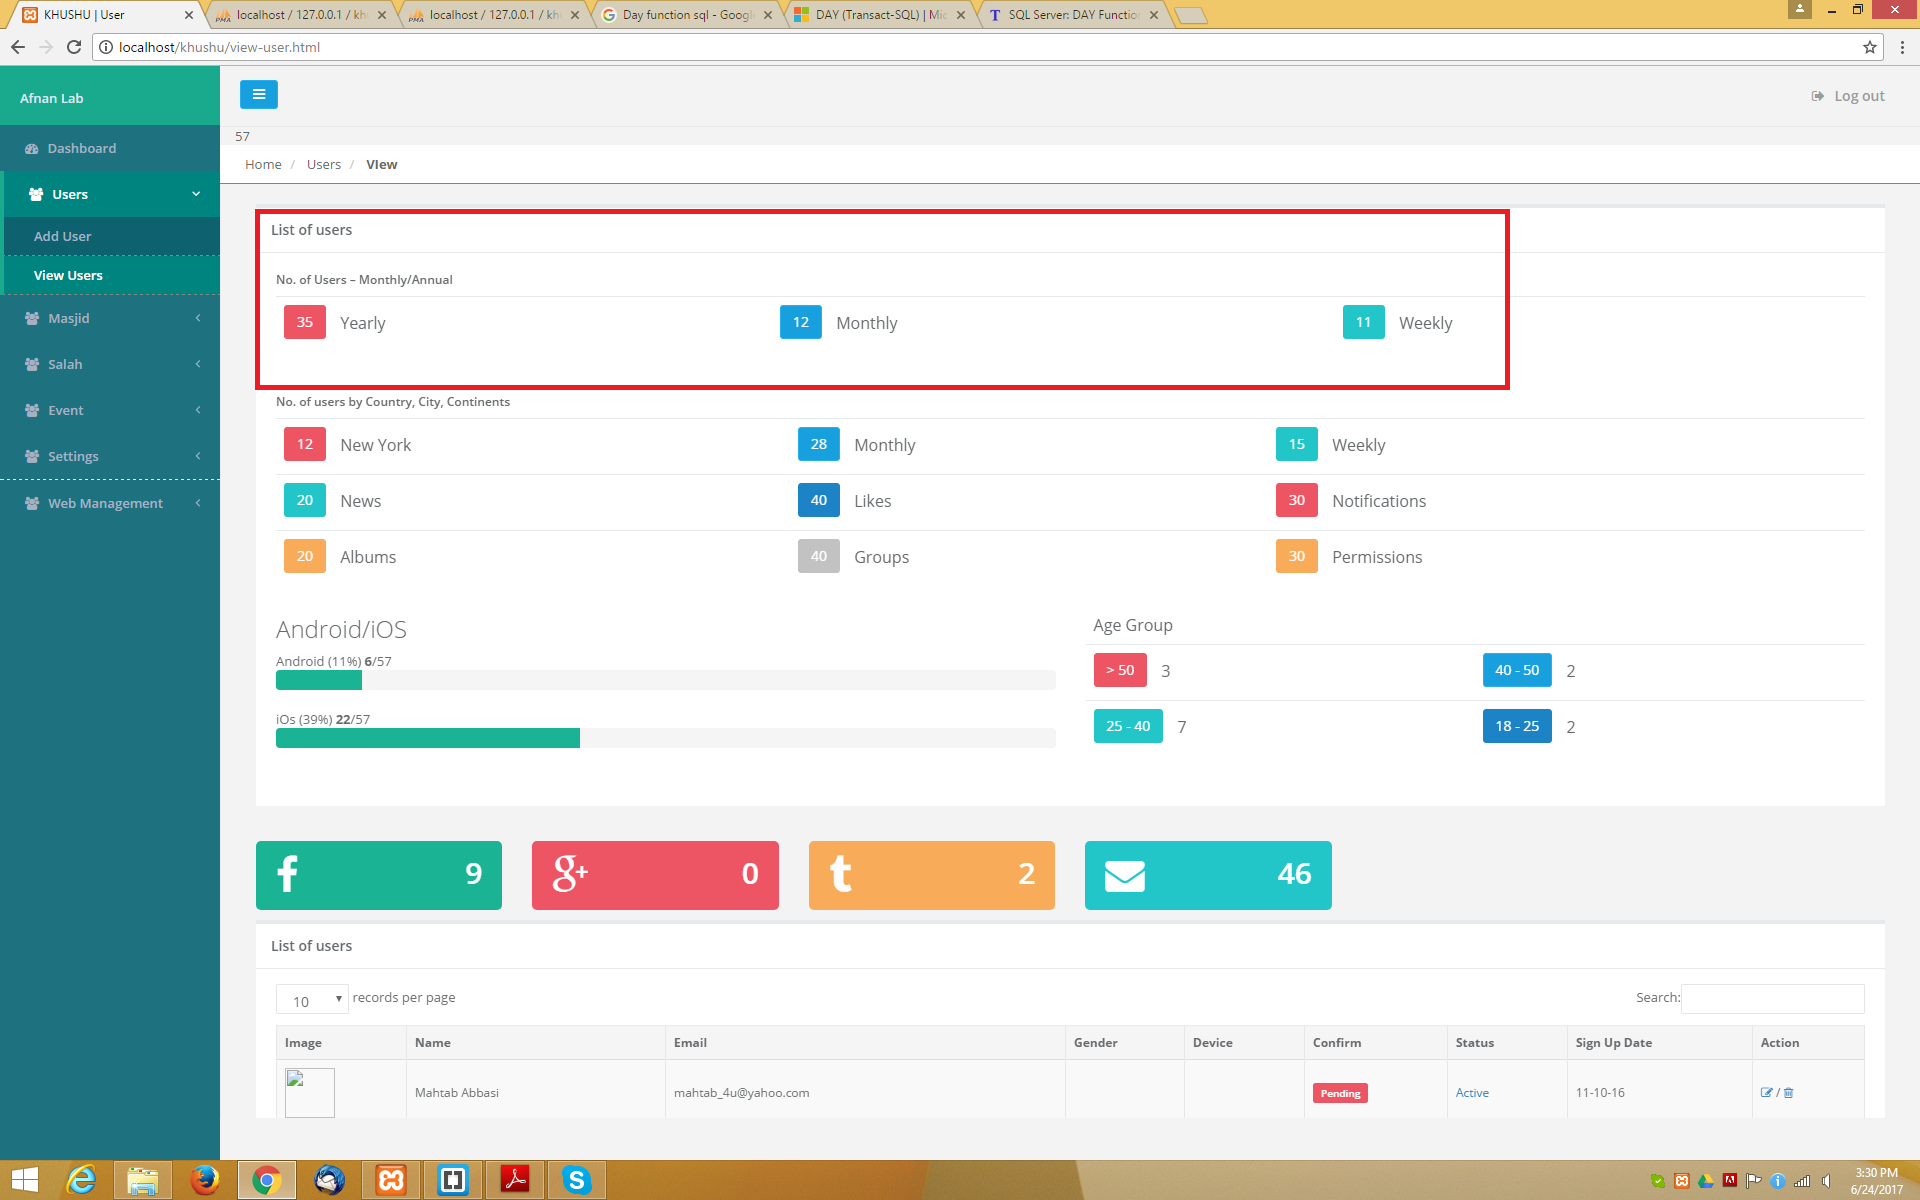 KHUSHU | User
localhost / 127.0.0.1 / kh
localhost / 127.0.0.1 / kh
Day function sql - Googl
DAY (Transact-SQL) | Mic
SQL Server: DAY Functio
localhost/khushu/view-user.html
Afnan Lab
Log out
57
Dashboard
Home / Users / VIew
Users
Add User
View Users
Masjid
Salah
Event
Settings
Web Management
List of users
No. of Users – Monthly/Annual
35 Yearly 12 Monthly 11 Weekly
No. of users by Country, City, Continents
12 New York 28 Monthly 15 Weekly
20 News 40 Likes 30 Notifications
20 Albums 40 Groups 30 Permissions
Android/iOS
Android (11%) 6/57
iOs (39%) 22/57
Age Group
> 50 3 40 - 50 2
25 - 40 7 18 - 25 2
9 0 2 46
List of users
10 records per page Search:
Image Name Email Gender Device Confirm Status Sign Up Date Action
Mahtab Abbasi mahtab_4u@yahoo.com Pending Active 11-10-16 /
3:30 PM
6/24/2017